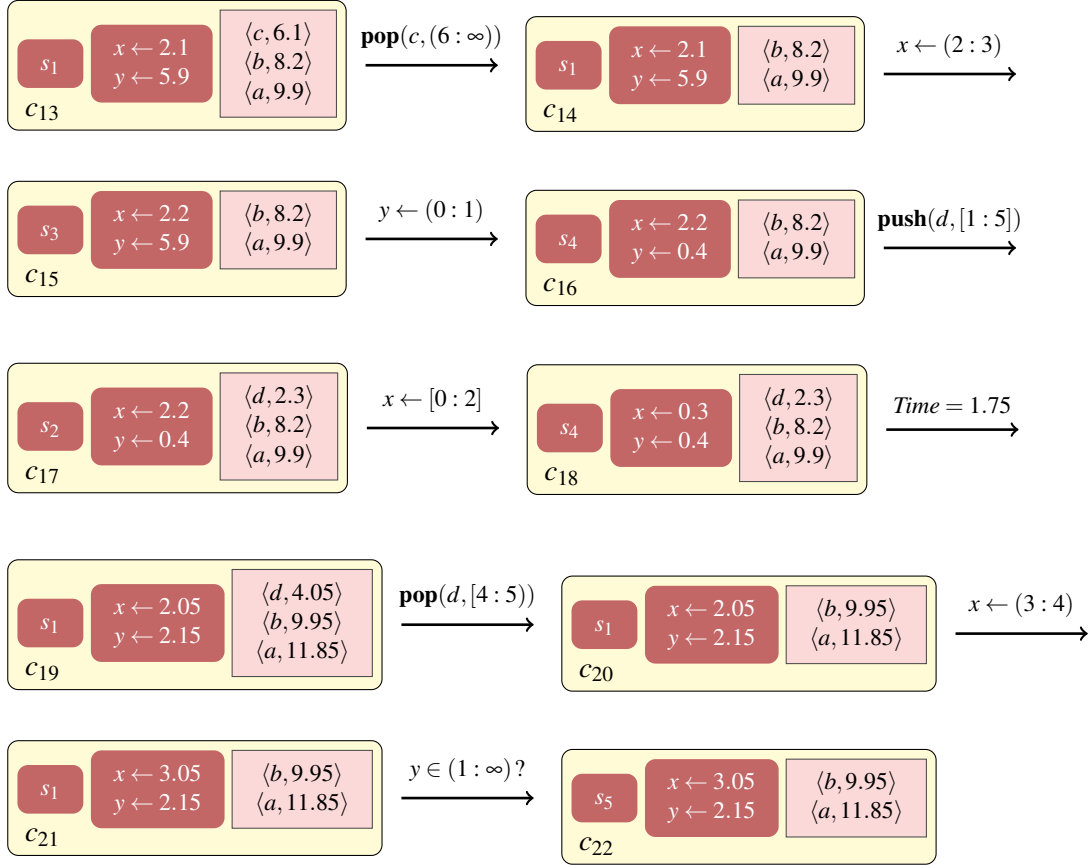 s₁ x ← 2.1 ⟨c, 6.1⟩
y ← 5.9 ⟨b, 8.2⟩
⟨a, 9.9⟩
c₁₃
pop(c, (6 : ∞))
s₁ x ← 2.1 ⟨b, 8.2⟩
y ← 5.9 ⟨a, 9.9⟩
c₁₄
x ← (2 : 3)
s₃ x ← 2.2 ⟨b, 8.2⟩
y ← 5.9 ⟨a, 9.9⟩
c₁₅
y ← (0 : 1)
s₄ x ← 2.2 ⟨b, 8.2⟩
y ← 0.4 ⟨a, 9.9⟩
c₁₆
push(d, [1 : 5])
s₂ x ← 2.2 ⟨d, 2.3⟩
y ← 0.4 ⟨b, 8.2⟩
⟨a, 9.9⟩
c₁₇
x ← [0 : 2]
s₄ x ← 0.3 ⟨d, 2.3⟩
y ← 0.4 ⟨b, 8.2⟩
⟨a, 9.9⟩
c₁₈
Time = 1.75
s₁ x ← 2.05 ⟨d, 4.05⟩
y ← 2.15 ⟨b, 9.95⟩
⟨a, 11.85⟩
c₁₉
pop(d, [4 : 5))
s₁ x ← 2.05 ⟨b, 9.95⟩
y ← 2.15 ⟨a, 11.85⟩
c₂₀
x ← (3 : 4)
s₁ x ← 3.05 ⟨b, 9.95⟩
y ← 2.15 ⟨a, 11.85⟩
c₂₁
y ∈ (1 : ∞)?
s₅ x ← 3.05 ⟨b, 9.95⟩
y ← 2.15 ⟨a, 11.85⟩
c₂₂